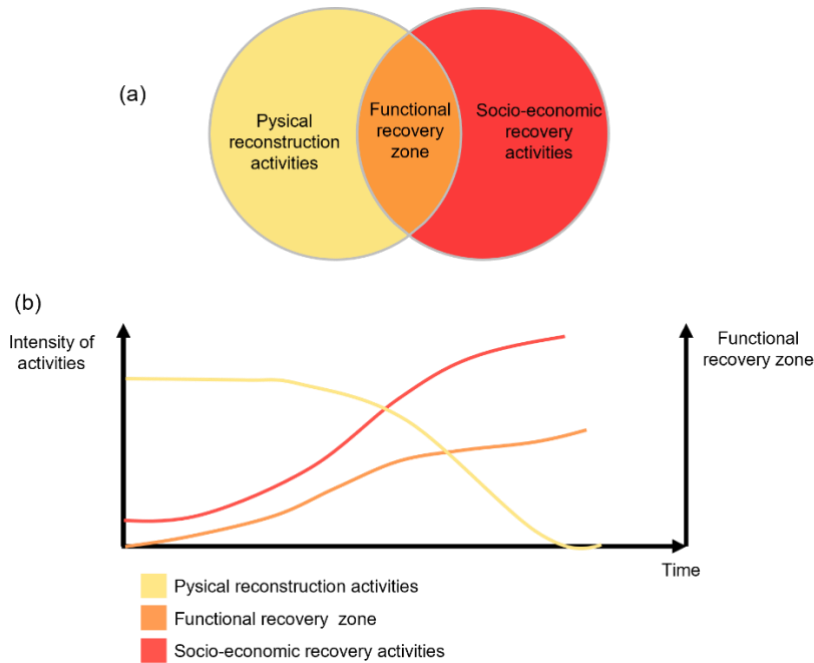 (a)
Pysical
reconstruction
activities
Functional
recovery
zone
Socio-economic
recovery
activities
(b)
Intensity of
activities
Functional
recovery zone
Time
Pysical reconstruction activities
Functional recovery zone
Socio-economic recovery activities